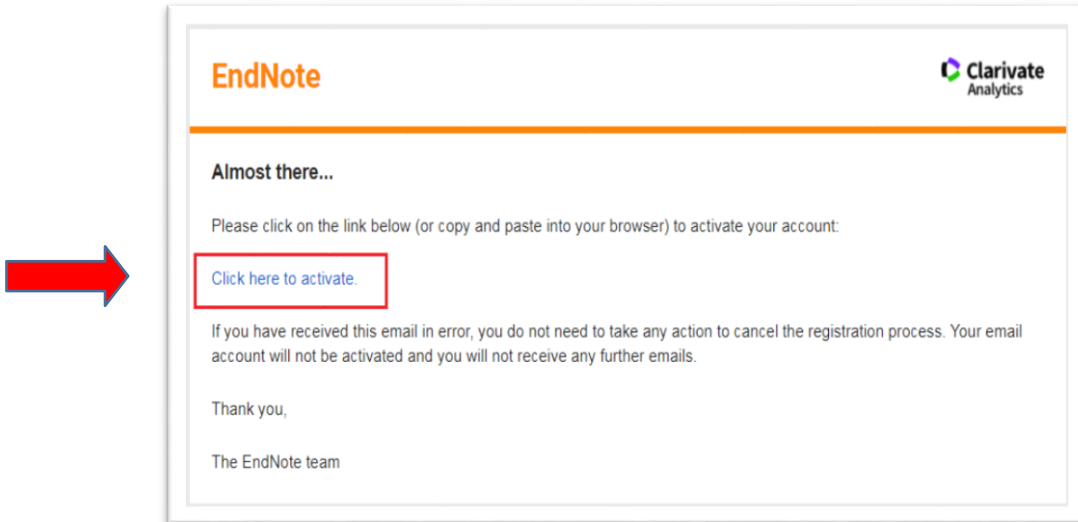 EndNote
Clarivate
Analytics
Almost there...
Please click on the link below (or copy and paste into your browser) to activate your account:
Click here to activate.
If you have received this email in error, you do not need to take any action to cancel the registration process. Your email
account will not be activated and you will not receive any further emails.
Thank you,
The EndNote team